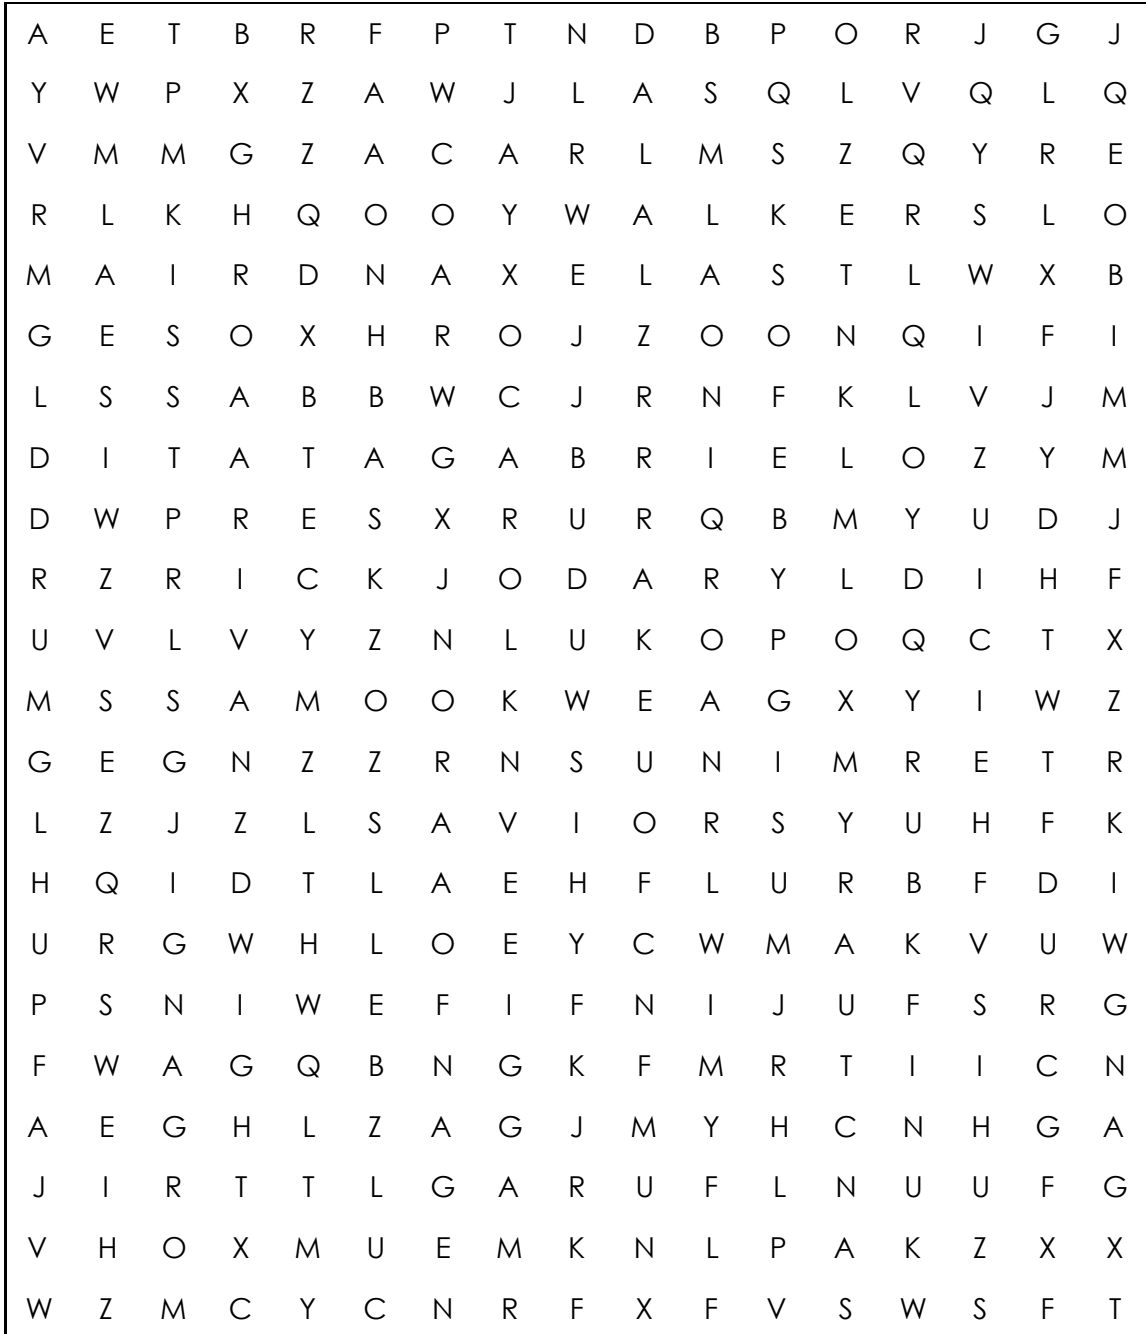 A E T B R F P T N D B P O R J G J
Y W P X Z A W J L A S Q L V Q L Q
V M M G Z A C A R L M S Z Q Y R E
R L K H Q O O Y W A L K E R S L O
M A I R D N A X E L A S T L W X B
G E S O X H R O J Z O O N Q I F I
L S S A B B W C J R N F K L V J M
D I T A T A G A B R I E L O Z Y M
D W P R E S X R U R Q B M Y U D J
R Z R I C K J O D A R Y L D I H F
U V L V Y Z N L U K O P O Q C T X
M S S A M O O K W E A G X Y I W Z
G E G N Z Z R N S U N I M R E T R
L Z J Z L S A V I O R S Y U H F K
H Q I D T L A E H F L U R B F D I
U R G W H L O E Y C W M A K V U W
P S N I W E F I F N I J U F S R G
F W A G Q B N G K F M R T I I C N
A E G H L Z A G J M Y H C N H G A
J I R T T L G A R U F L N U U F G
V H O X M U E M K N L P A K Z X X
W Z M C Y C N R F X F V S W S F T